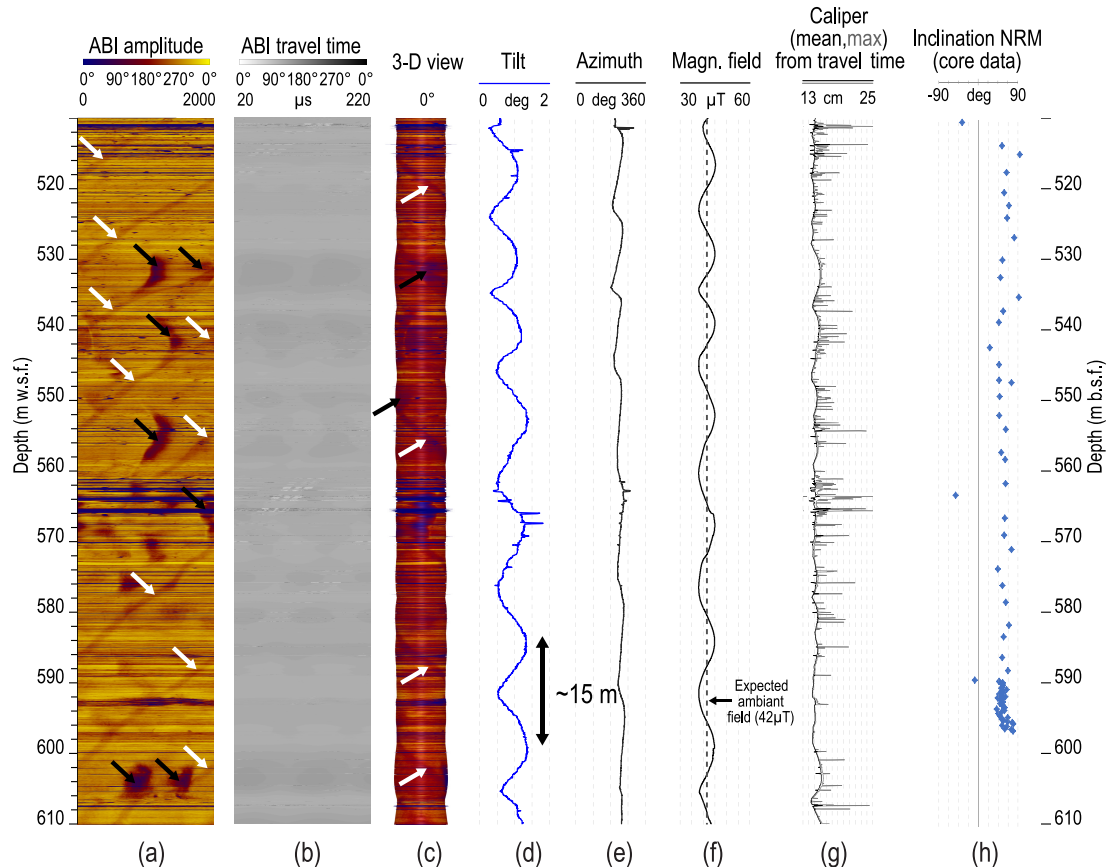 ABI amplitude
0° 90° 180° 270° 0°
0 2000
ABI travel time
0° 90° 180° 270° 0°
20 µs 220
3-D view
0°
Tilt
0 deg 2
Azimuth
0 deg 360
Magn. field
30 µT 60
Caliper
(mean,max)
from travel time
13 cm 25
Inclination NRM
(core data)
-90 deg 90
Depth (m w.s.f.)
520
530
540
550
560
570
580
590
600
610
~15 m
Expected
ambiant
field (42µT)
Depth (m b.s.f.)
520
530
540
550
560
570
580
590
600
610
(a) (b) (c) (d) (e) (f) (g) (h)